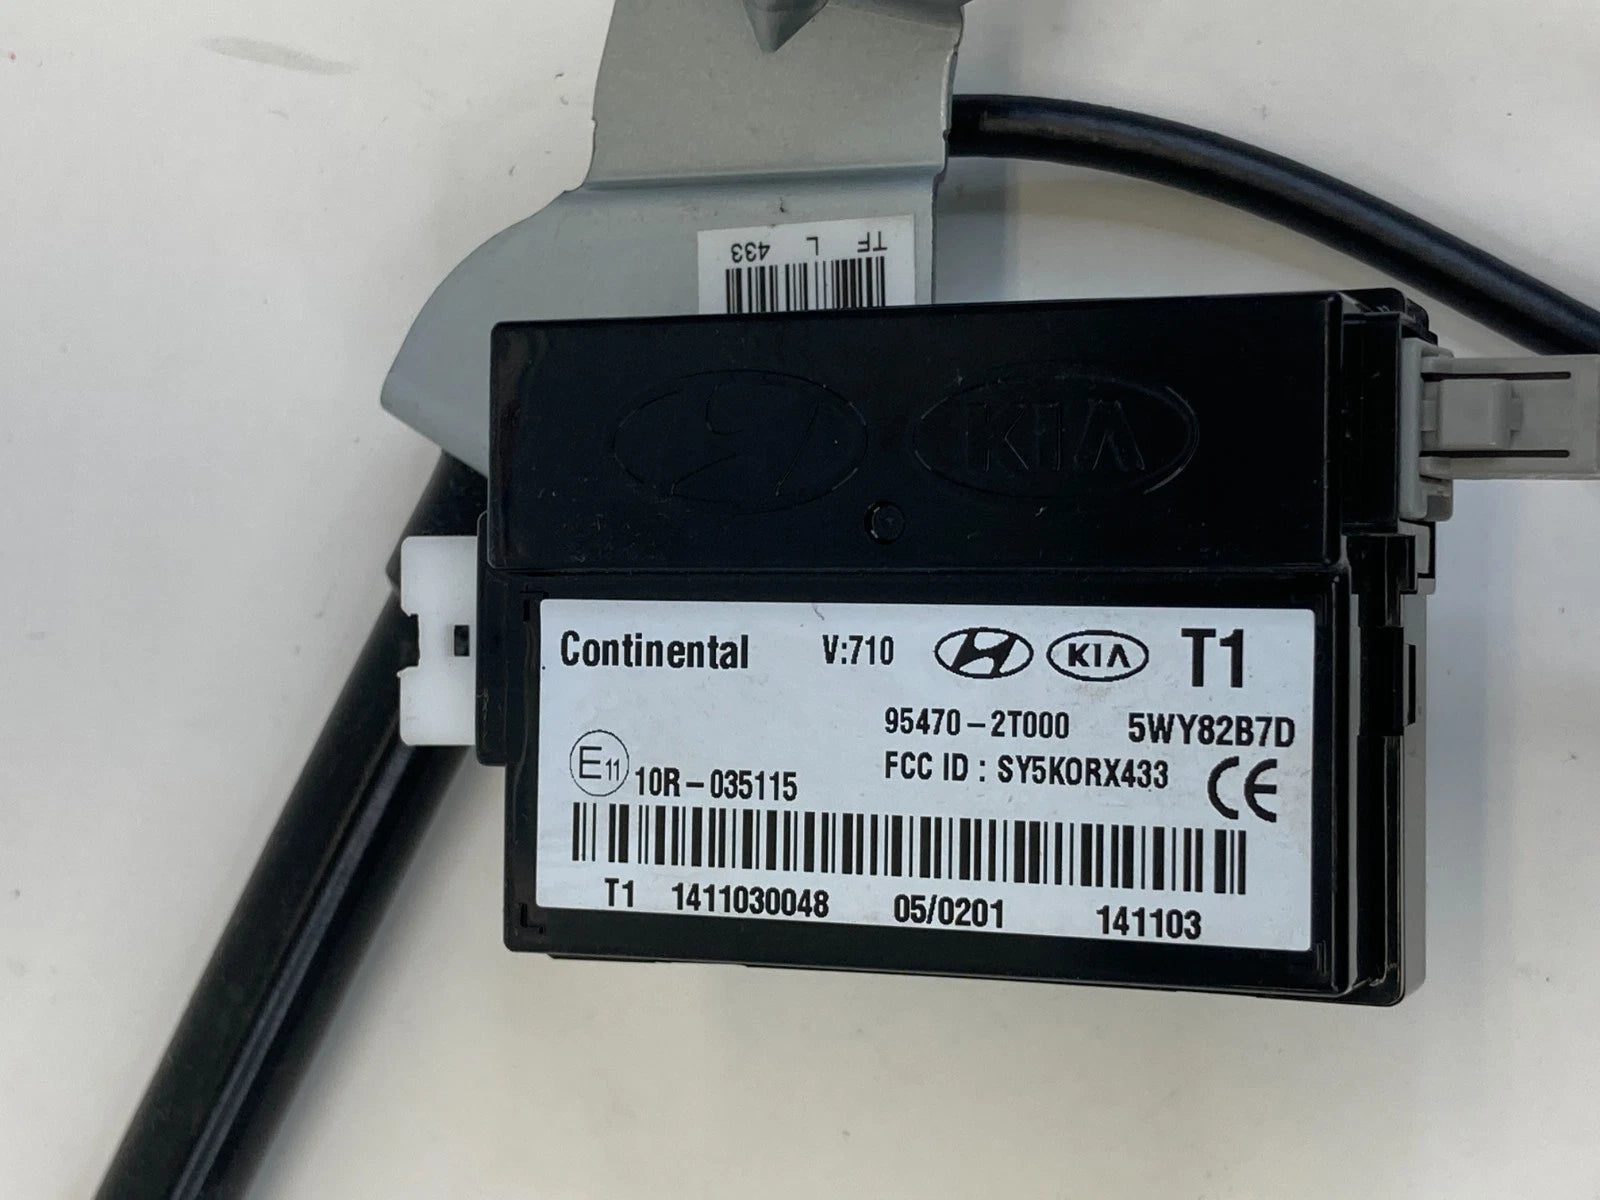 TF L 433
KIA
Continental V:710 KIA T1
95470-2T000 5WY82B7D
FCC ID : SY5KORX433 CE
E11 10R-035115
T1 1411030048 05/0201 141103